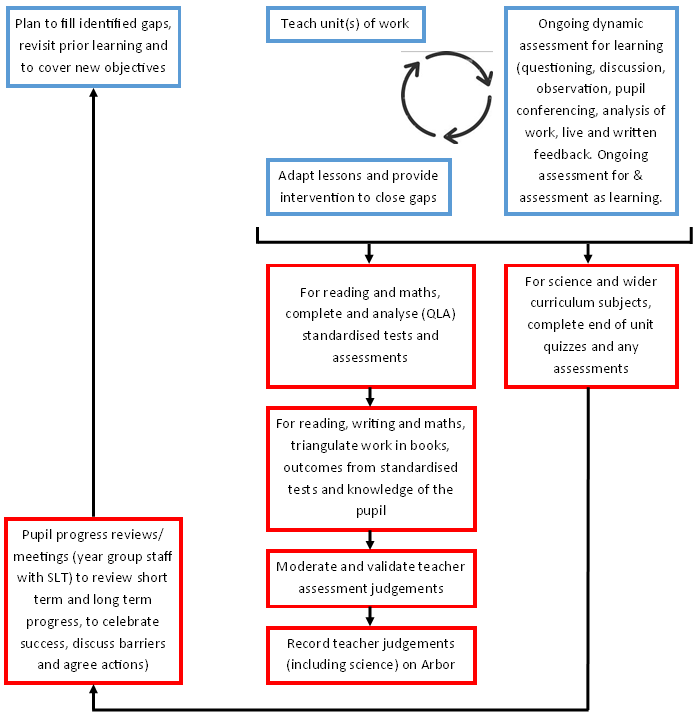 Plan to fill identified gaps,
revisit prior learning and
to cover new objectives
Teach unit(s) of work
Ongoing dynamic
assessment for learning
(questioning, discussion,
observation, pupil
conferencing, analysis of
work, live and written
feedback. Ongoing
assessment for &
assessment as learning.
Adapt lessons and provide
intervention to close gaps
For reading and maths,
complete and analyse (QLA)
standardised tests and
assessments
For science and wider
curriculum subjects,
complete end of unit
quizzes and any
assessments
For reading, writing and maths,
triangulate work in books,
outcomes from standardised
tests and knowledge of the
pupil
Pupil progress reviews/
meetings (year group staff
with SLT) to review short
term and long term
progress, to celebrate
success, discuss barriers
and agree actions)
Moderate and validate teacher
assessment judgements
Record teacher judgements
(including science) on Arbor